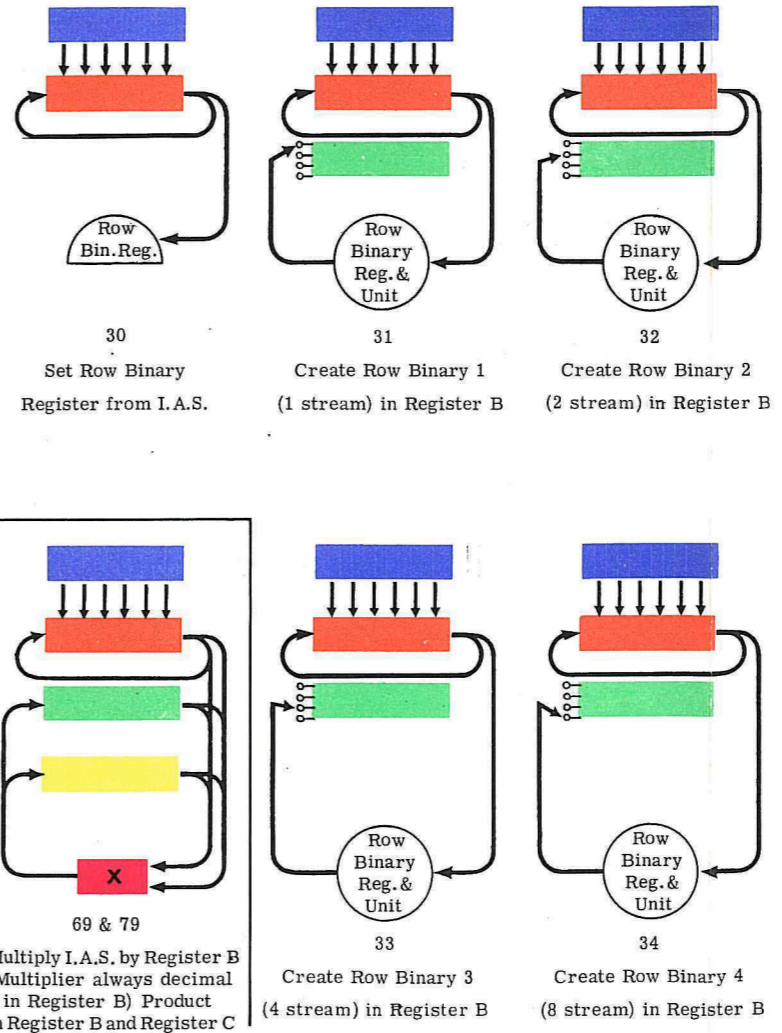 Row
Bin.Reg.
30
Set Row Binary
Register from I.A.S.
Row
Binary
Reg.&
Unit
31
Create Row Binary 1
(1 stream) in Register B
Row
Binary
Reg.&
Unit
32
Create Row Binary 2
(2 stream) in Register B
X
69 & 79
ultiply I.A.S. by Register B
Multiplier always decimal
in Register B) Product
Register B and Register C
Row
Binary
Reg.&
Unit
33
Create Row Binary 3
(4 stream) in Register B
Row
Binary
Reg.&
Unit
34
Create Row Binary 4
(8 stream) in Register B